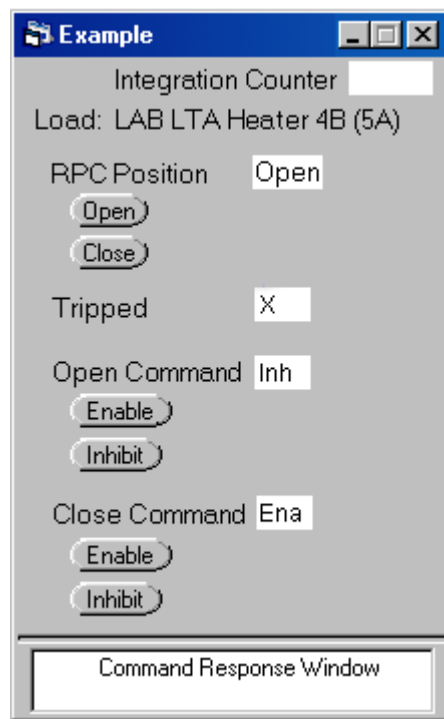 Example
Integration Counter
Load: LAB LTA Heater 4B (5A)
RPC Position Open
Open
Close
Tripped X
Open Command Inh
Enable
Inhibit
Close Command Ena
Enable
Inhibit
Command Response Window